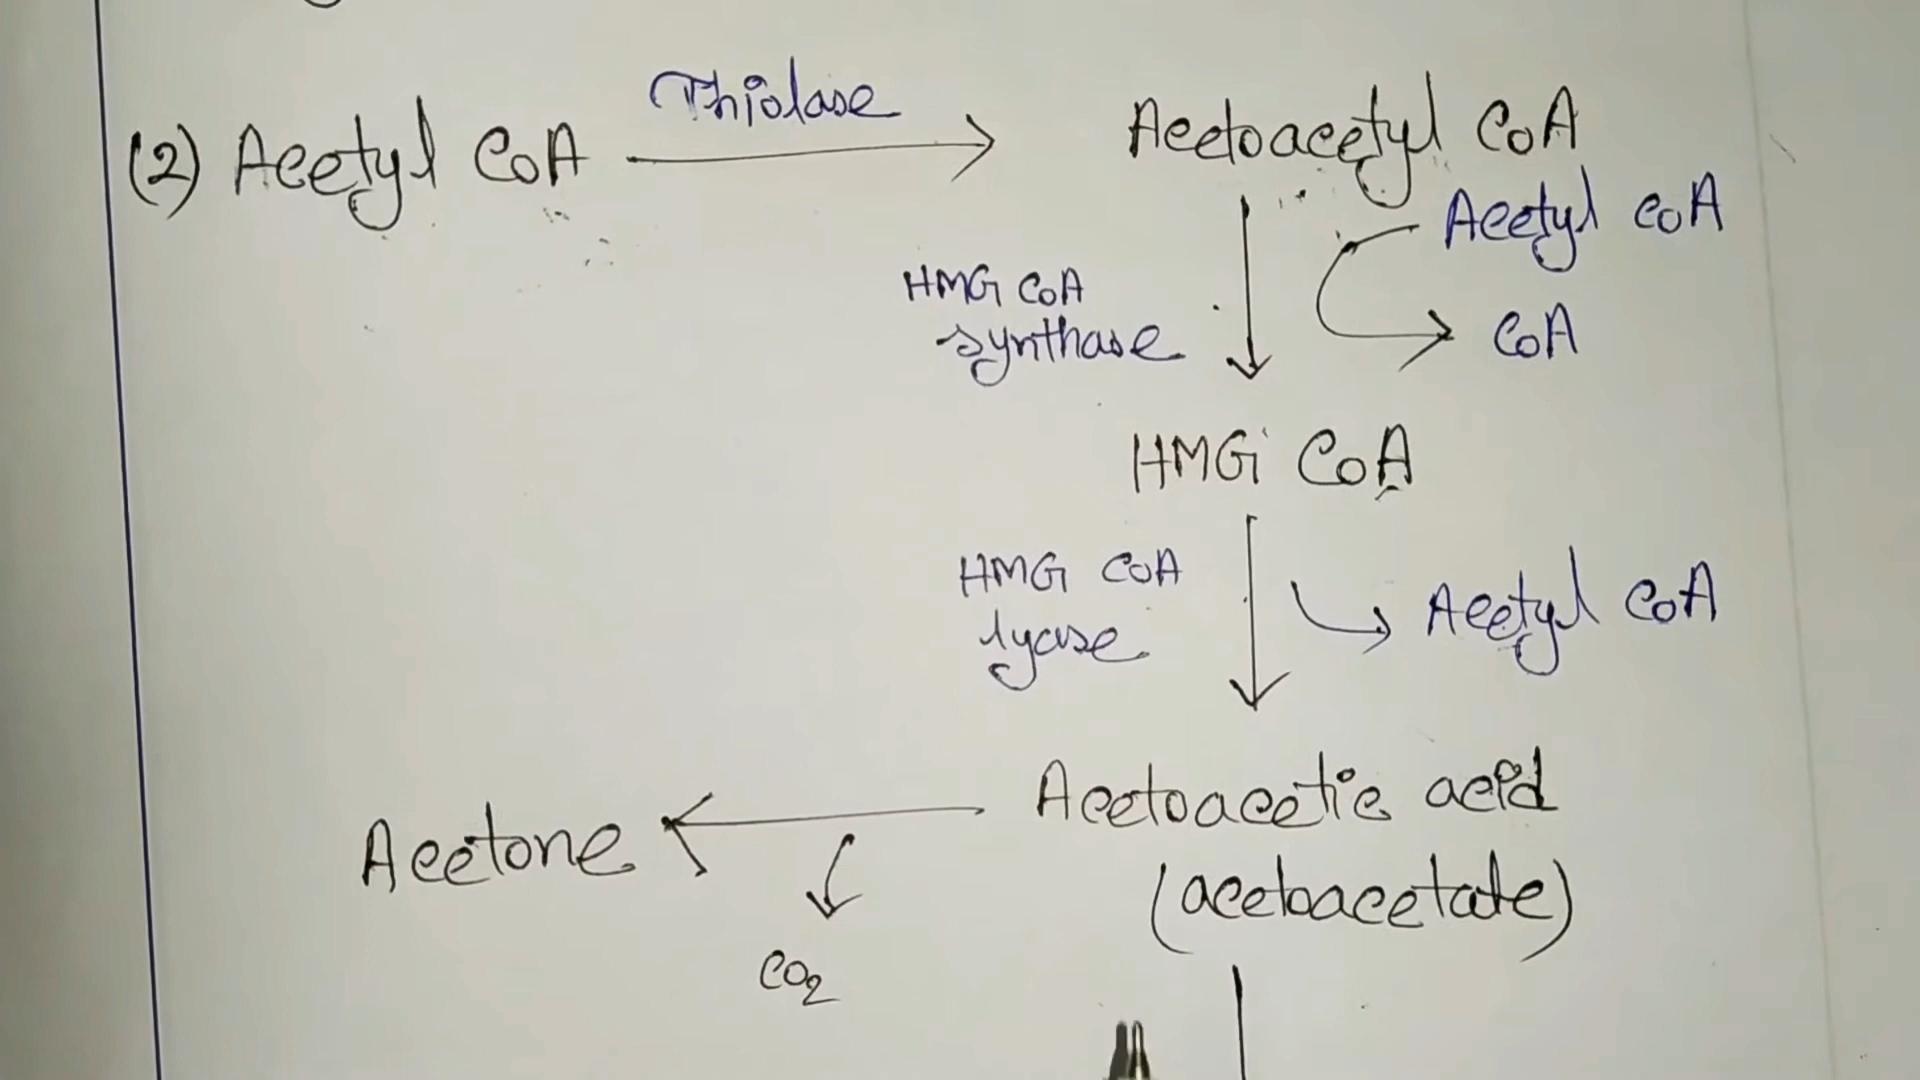 Thiolase
(2) Acetyl CoA
Acetoacetyl CoA
Acetyl CoA
HMG CoA
synthase
CoA
HMG CoA
HMG CoA
lyase
Acetyl CoA
Acetoacetic acid
(acetoacetate)
Acetone
CO2